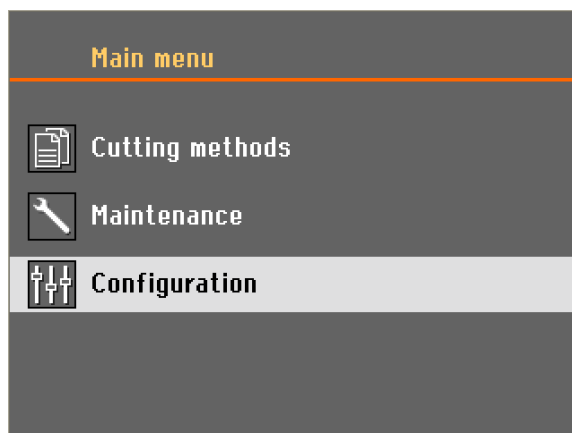 Main menu
Cutting methods
Maintenance
Configuration